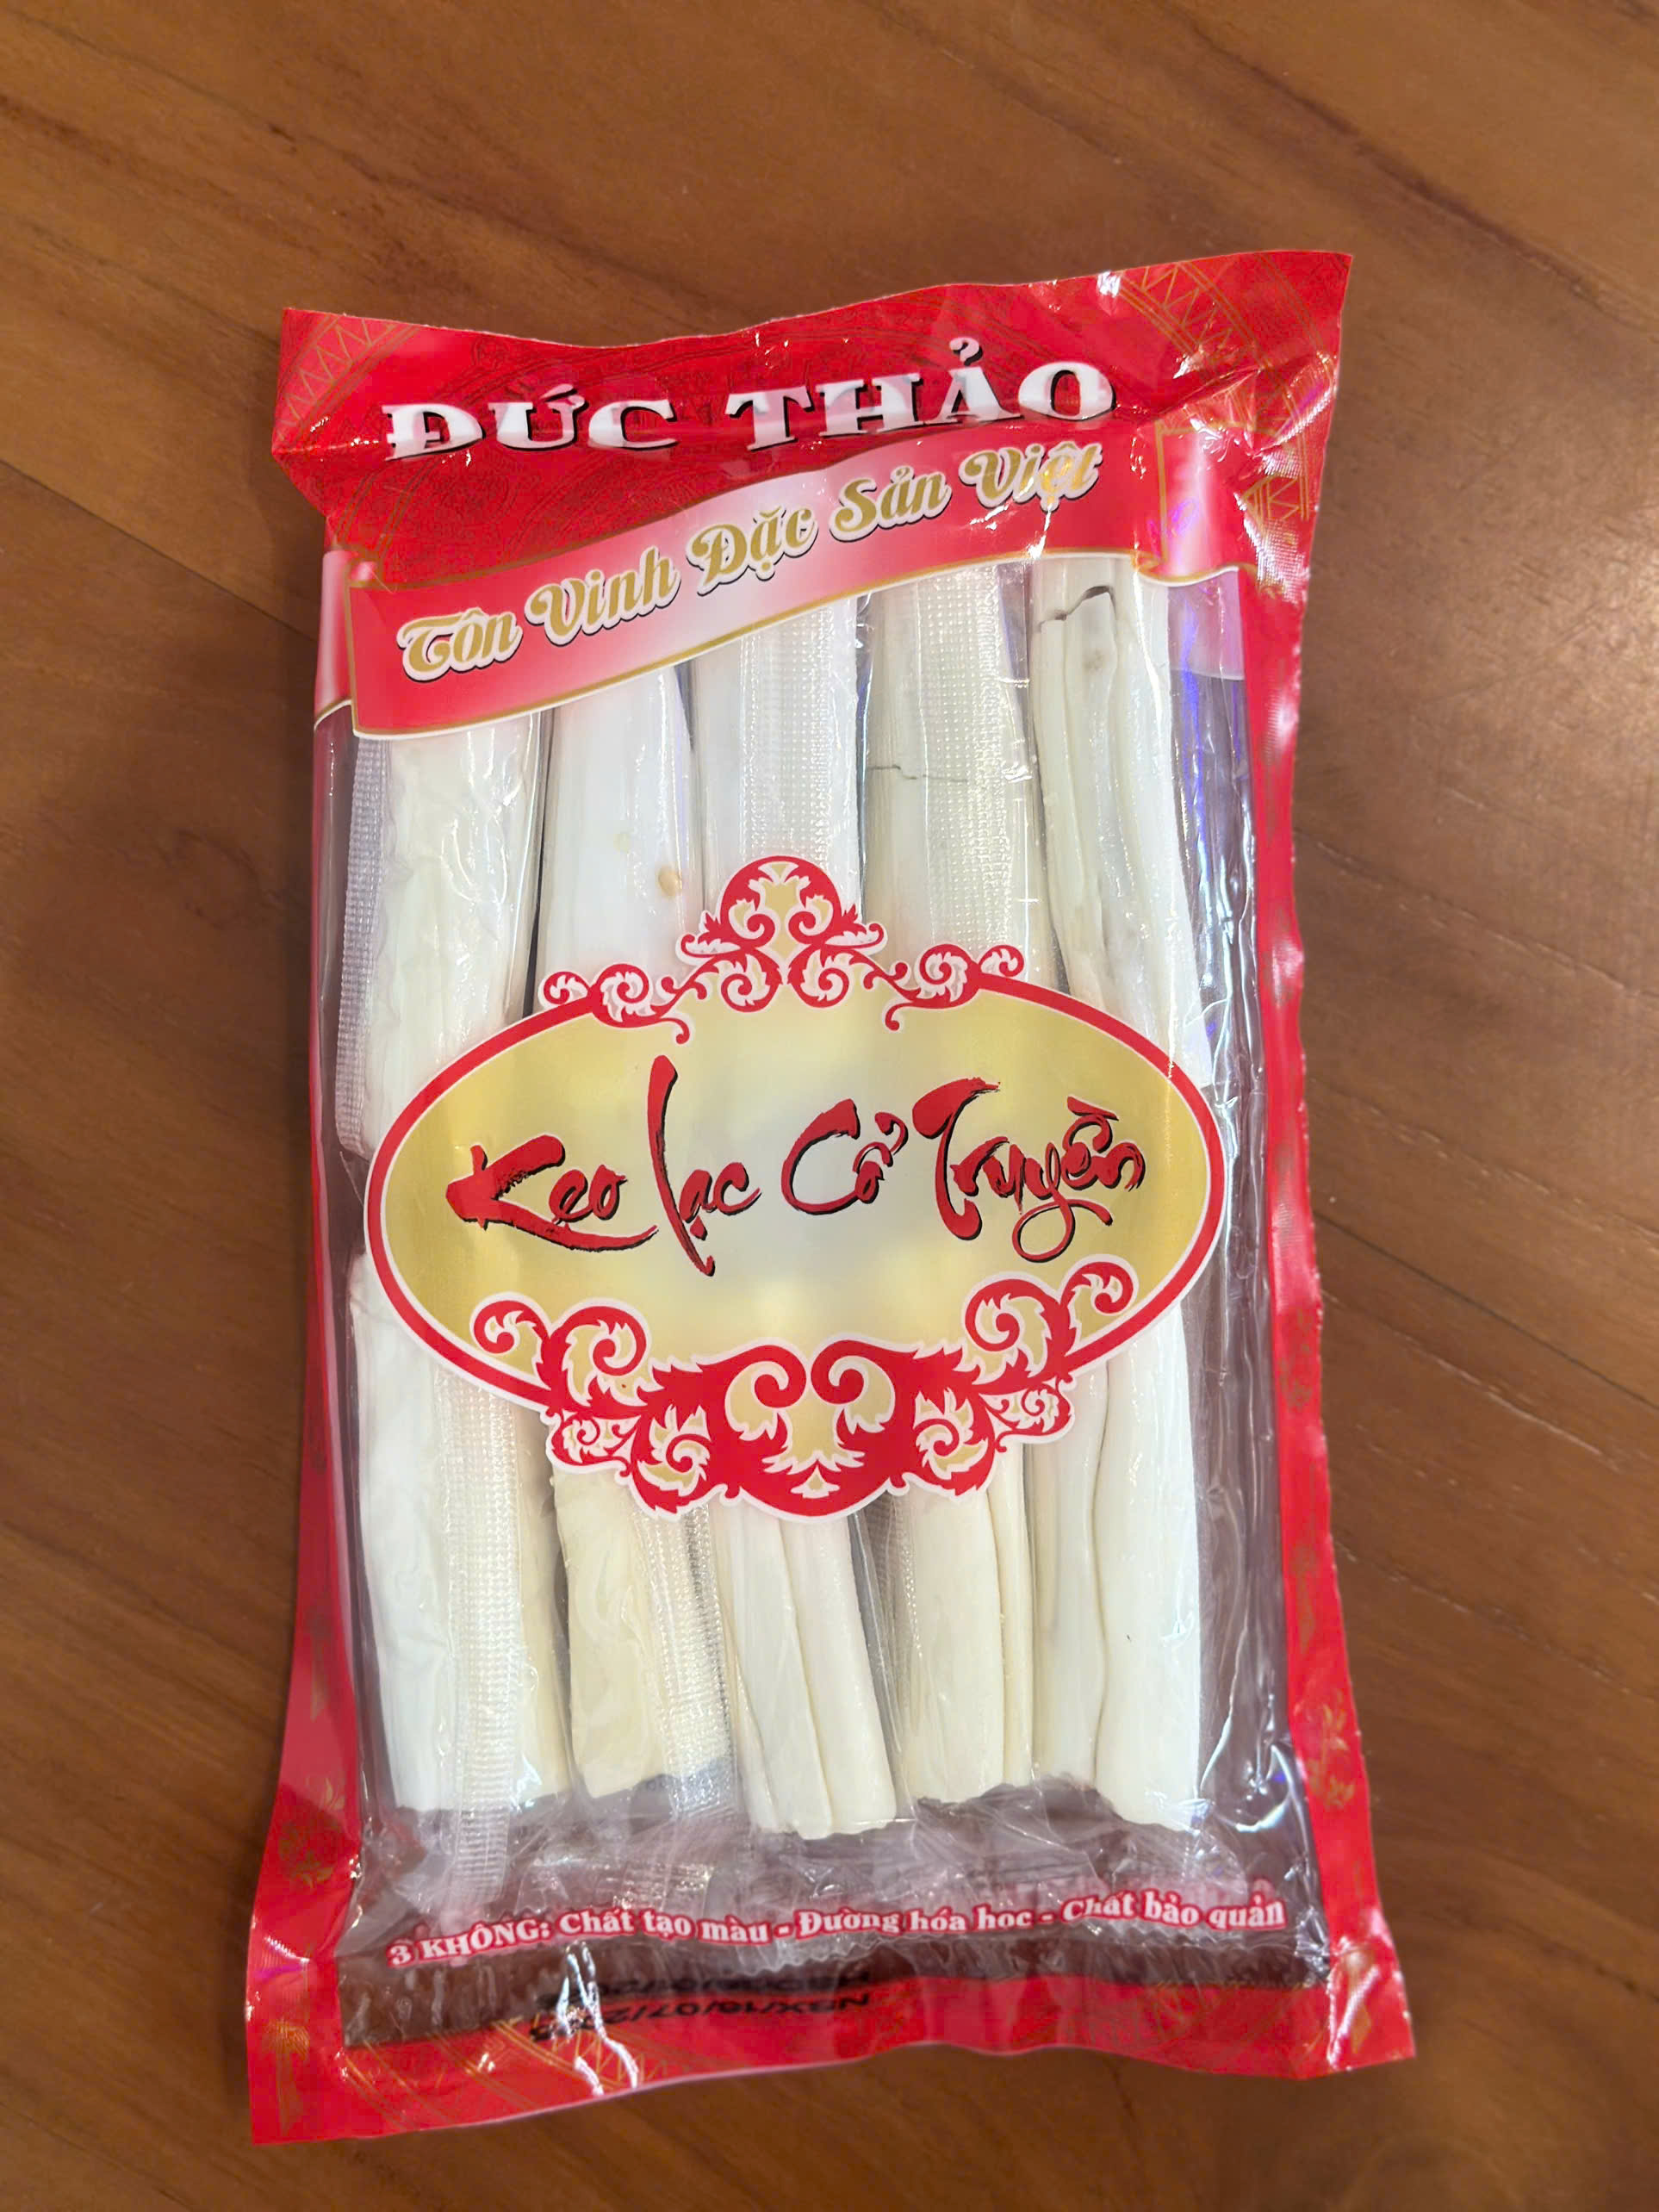 ĐỨC THẢO
Tôn Vinh Đặc Sản Việt
Kẹo Lạc Cổ Truyền
3 KHÔNG: Chất tạo màu - Đường hóa học - Chất bảo quản